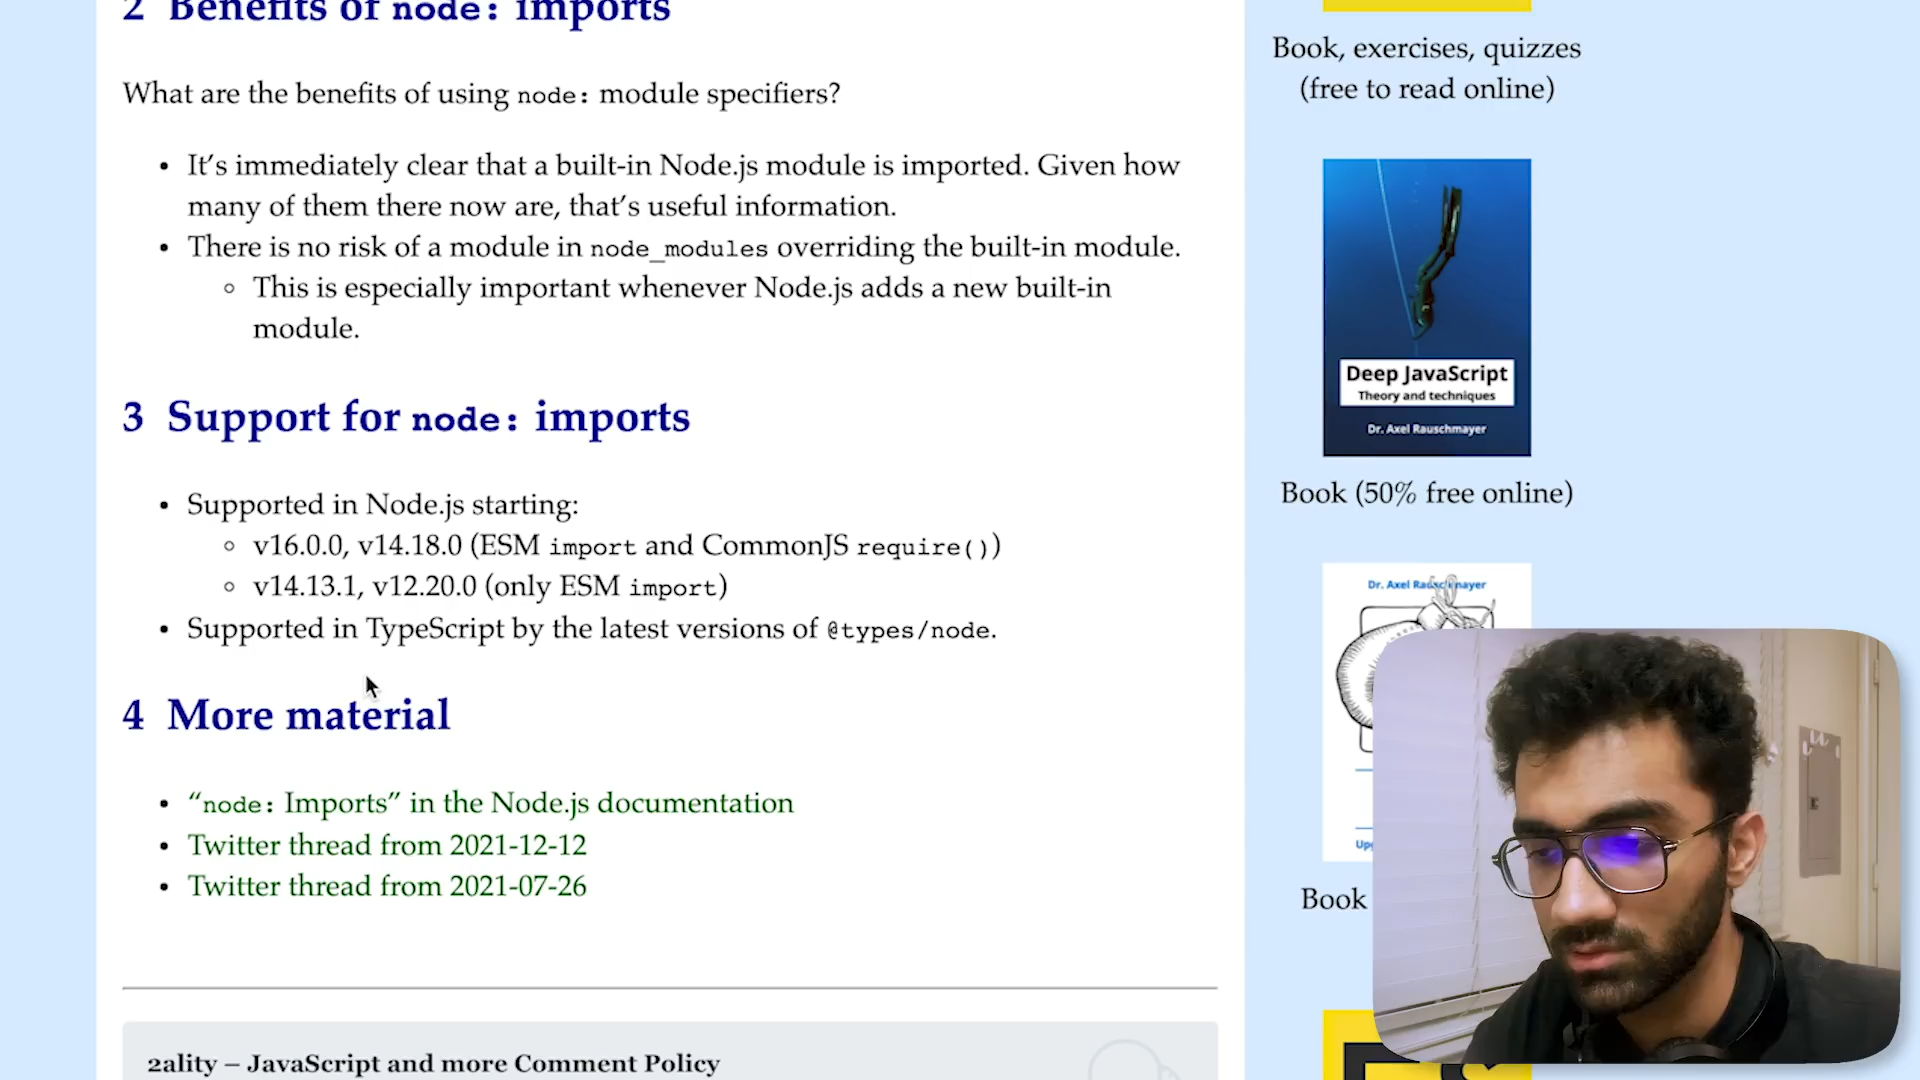 2 Benefits of node: imports
What are the benefits of using node: module specifiers?
• It’s immediately clear that a built-in Node.js module is imported. Given how
many of them there now are, that’s useful information.
• There is no risk of a module in node_modules overriding the built-in module.
◦ This is especially important whenever Node.js adds a new built-in
module.
3 Support for node: imports
• Supported in Node.js starting:
◦ v16.0.0, v14.18.0 (ESM import and CommonJS require())
◦ v14.13.1, v12.20.0 (only ESM import)
• Supported in TypeScript by the latest versions of @types/node.
4 More material
• “node: Imports” in the Node.js documentation
• Twitter thread from 2021-12-12
• Twitter thread from 2021-07-26
2ality – JavaScript and more Comment Policy
Book, exercises, quizzes
(free to read online)
Deep JavaScript
Theory and techniques
Dr. Axel Rauschmayer
Book (50% free online)
Dr. Axel Rauschmayer
Book